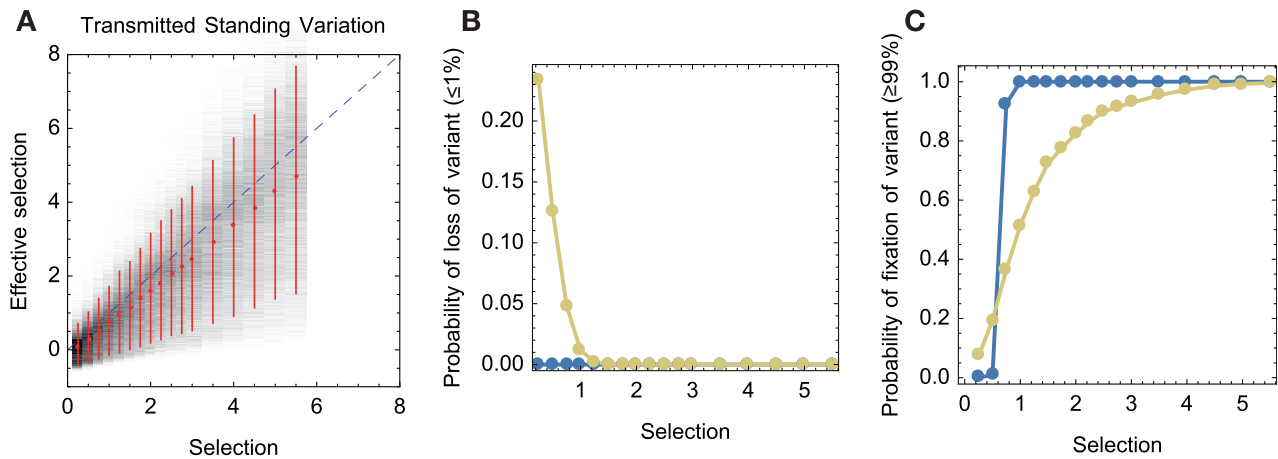 A
Transmitted Standing Variation
Effective selection
8
6
4
2
0
0 2 4 6 8
Selection
B
Probability of loss of variant (≤1%)
0.20
0.15
0.10
0.05
0.00
1 2 3 4 5
Selection
C
Probability of fixation of variant (≥99%)
1.0
0.8
0.6
0.4
0.2
0.0
0 1 2 3 4 5
Selection